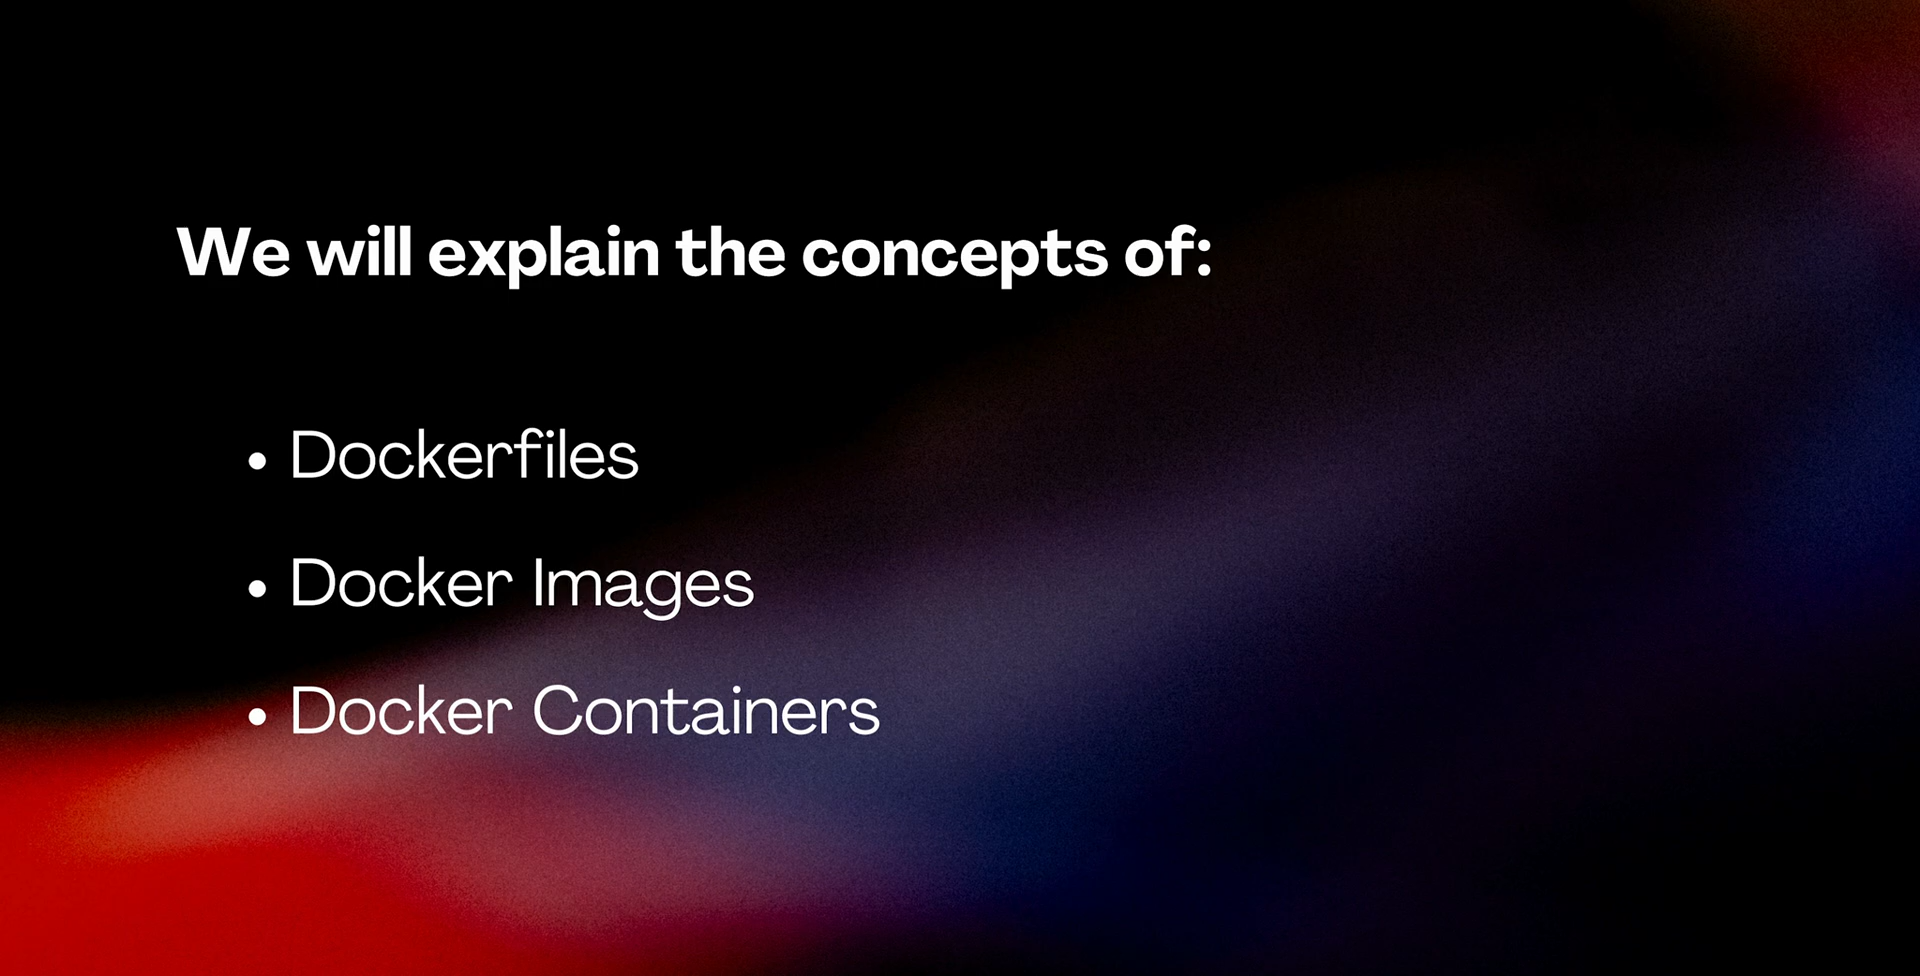 We will explain the concepts of:
• Dockerfiles
• Docker Images
• Docker Containers